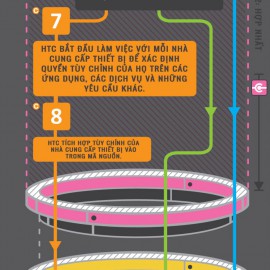 7
HTC BẮT ĐẦU LÀM VIỆC VỚI MỖI NHÀ
CUNG CẤP THIẾT BỊ ĐỂ XÁC ĐỊNH
QUYỀN TÙY CHỈNH CỦA HỌ TRÊN CÁC
ỨNG DỤNG, CÁC DỊCH VỤ VÀ NHỮNG
YÊU CẦU KHÁC.
8
HTC TÍCH HỢP TÙY CHỈNH CỦA
NHÀ CUNG CẤP THIẾT BỊ VÀO
TRONG MÃ NGUỒN.
HỢP NHẤT